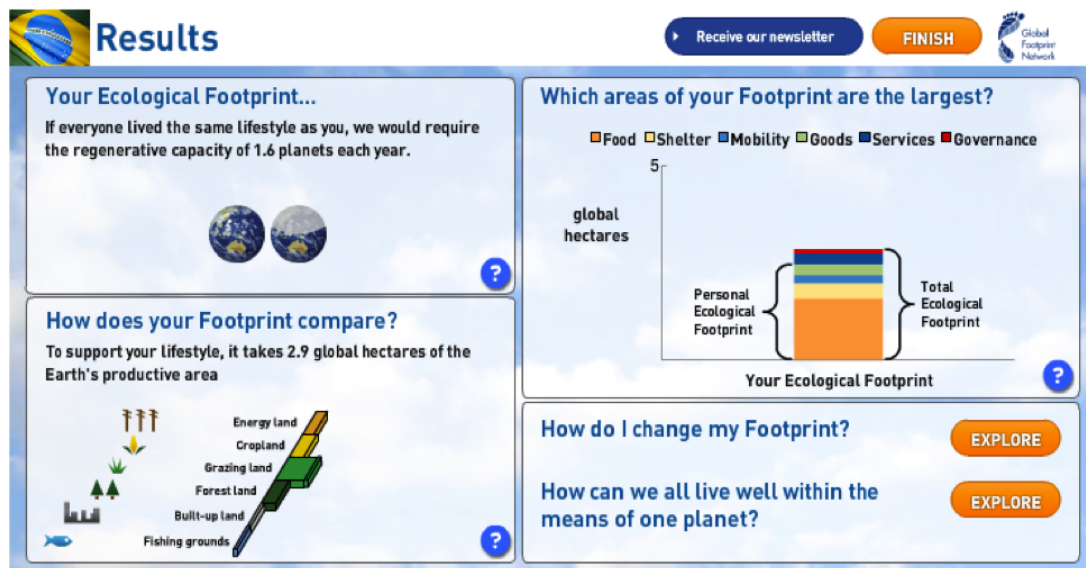 Results
Receive our newsletter
FINISH
Global
Footprint
Network
Your Ecological Footprint...
If everyone lived the same lifestyle as you, we would require
the regenerative capacity of 1.6 planets each year.
?
How does your Footprint compare?
To support your lifestyle, it takes 2.9 global hectares of the
Earth's productive area
Energy land
Cropland
Grazing land
Forest land
Built-up land
Fishing grounds
?
Which areas of your Footprint are the largest?
Food Shelter Mobility Goods Services Governance
5
global
hectares
Personal
Ecological
Footprint
Total
Ecological
Footprint
Your Ecological Footprint
?
How do I change my Footprint?
EXPLORE
How can we all live well within the
means of one planet?
EXPLORE